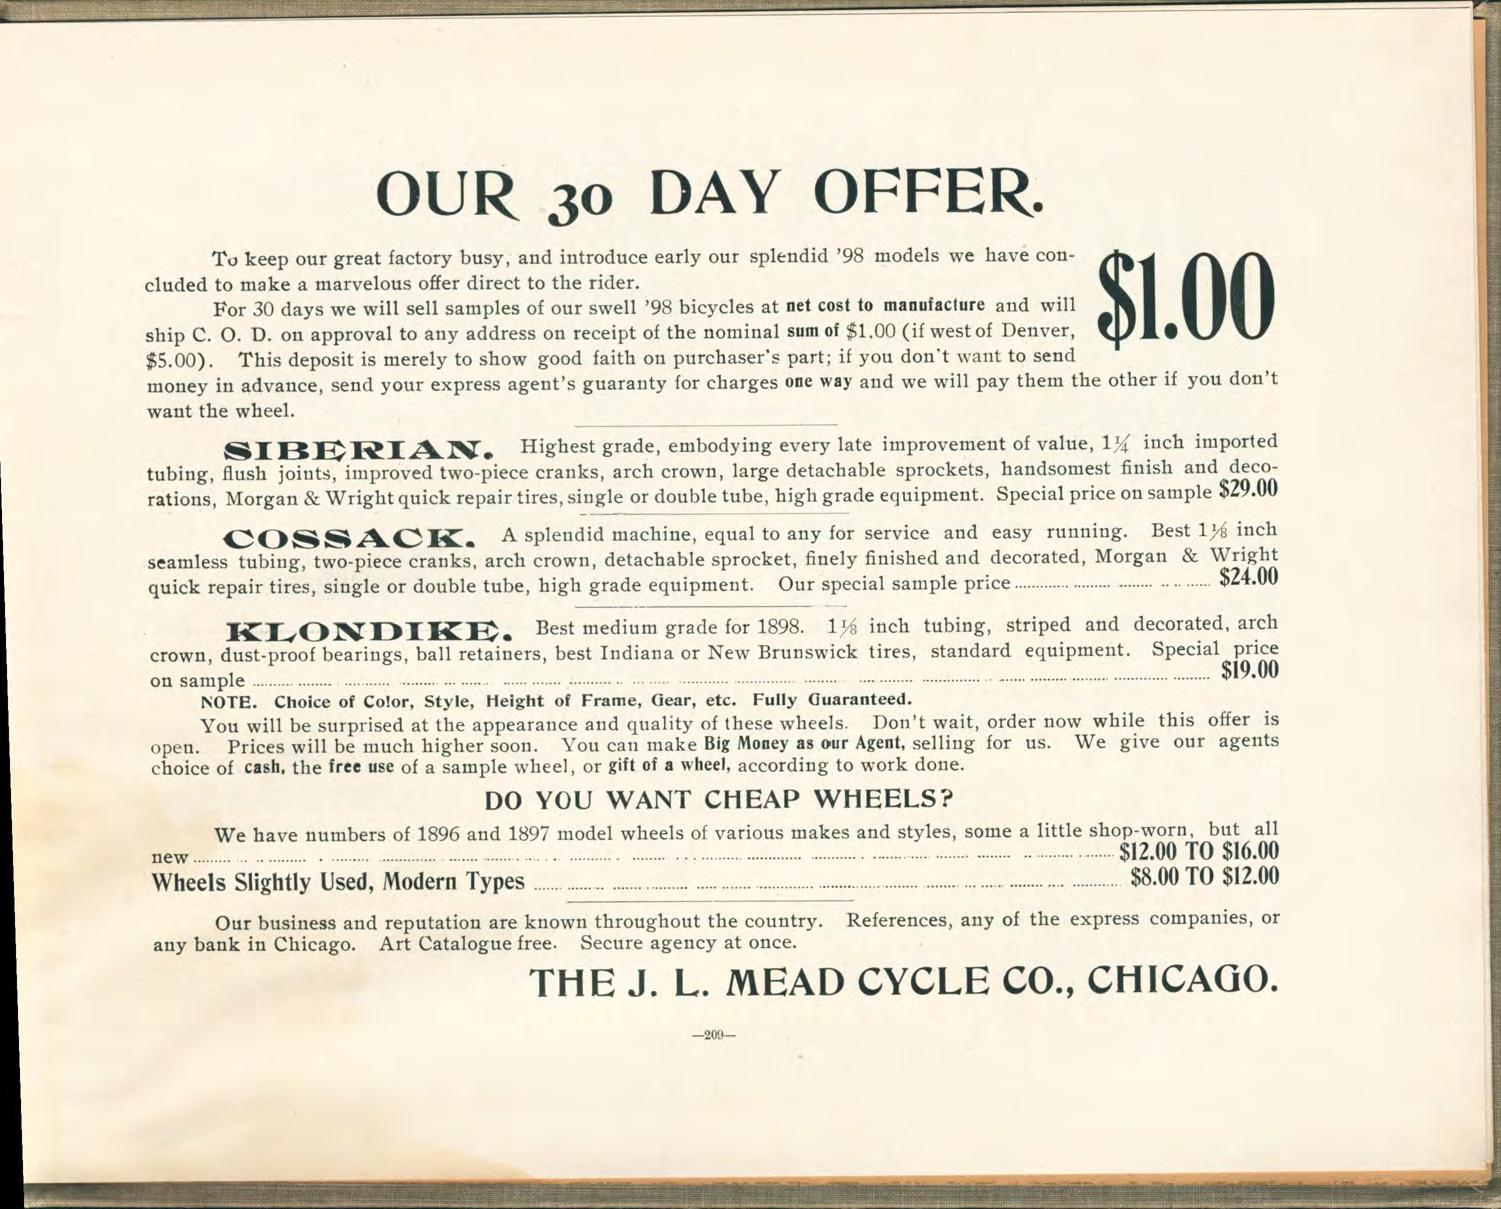 OUR 30 DAY OFFER.
To keep our great factory busy, and introduce early our splendid '98 models we have con-
cluded to make a marvelous offer direct to the rider.
For 30 days we will sell samples of our swell '98 bicycles at net cost to manufacture and will
ship C. O. D. on approval to any address on receipt of the nominal sum of $1.00 (if west of Denver,
$5.00). This deposit is merely to show good faith on purchaser's part; if you don't want to send
$1.00
money in advance, send your express agent's guaranty for charges one way and we will pay them the other if you don't
want the wheel.
SIBERIAN. Highest grade, embodying every late improvement of value, 1¼ inch imported
tubing, flush joints, improved two-piece cranks, arch crown, large detachable sprockets, handsomest finish and deco-
rations, Morgan & Wright quick repair tires, single or double tube, high grade equipment. Special price on sample $29.00
COSSACK. A splendid machine, equal to any for service and easy running. Best 1⅛ inch
seamless tubing, two-piece cranks, arch crown, detachable sprocket, finely finished and decorated, Morgan & Wright
quick repair tires, single or double tube, high grade equipment. Our special sample price........ $24.00
KLONDIKE. Best medium grade for 1898. 1⅛ inch tubing, striped and decorated, arch
crown, dust-proof bearings, ball retainers, best Indiana or New Brunswick tires, standard equipment. Special price
on sample ........ $19.00
NOTE. Choice of Color, Style, Height of Frame, Gear, etc. Fully Guaranteed.
You will be surprised at the appearance and quality of these wheels. Don't wait, order now while this offer is
open. Prices will be much higher soon. You can make Big Money as our Agent, selling for us. We give our agents
choice of cash, the free use of a sample wheel, or gift of a wheel, according to work done.
DO YOU WANT CHEAP WHEELS?
We have numbers of 1896 and 1897 model wheels of various makes and styles, some a little shop-worn, but all
new ........ $12.00 TO $16.00
Wheels Slightly Used, Modern Types ........ $8.00 TO $12.00
Our business and reputation are known throughout the country. References, any of the express companies, or
any bank in Chicago. Art Catalogue free. Secure agency at once.
THE J. L. MEAD CYCLE CO., CHICAGO.
—209—